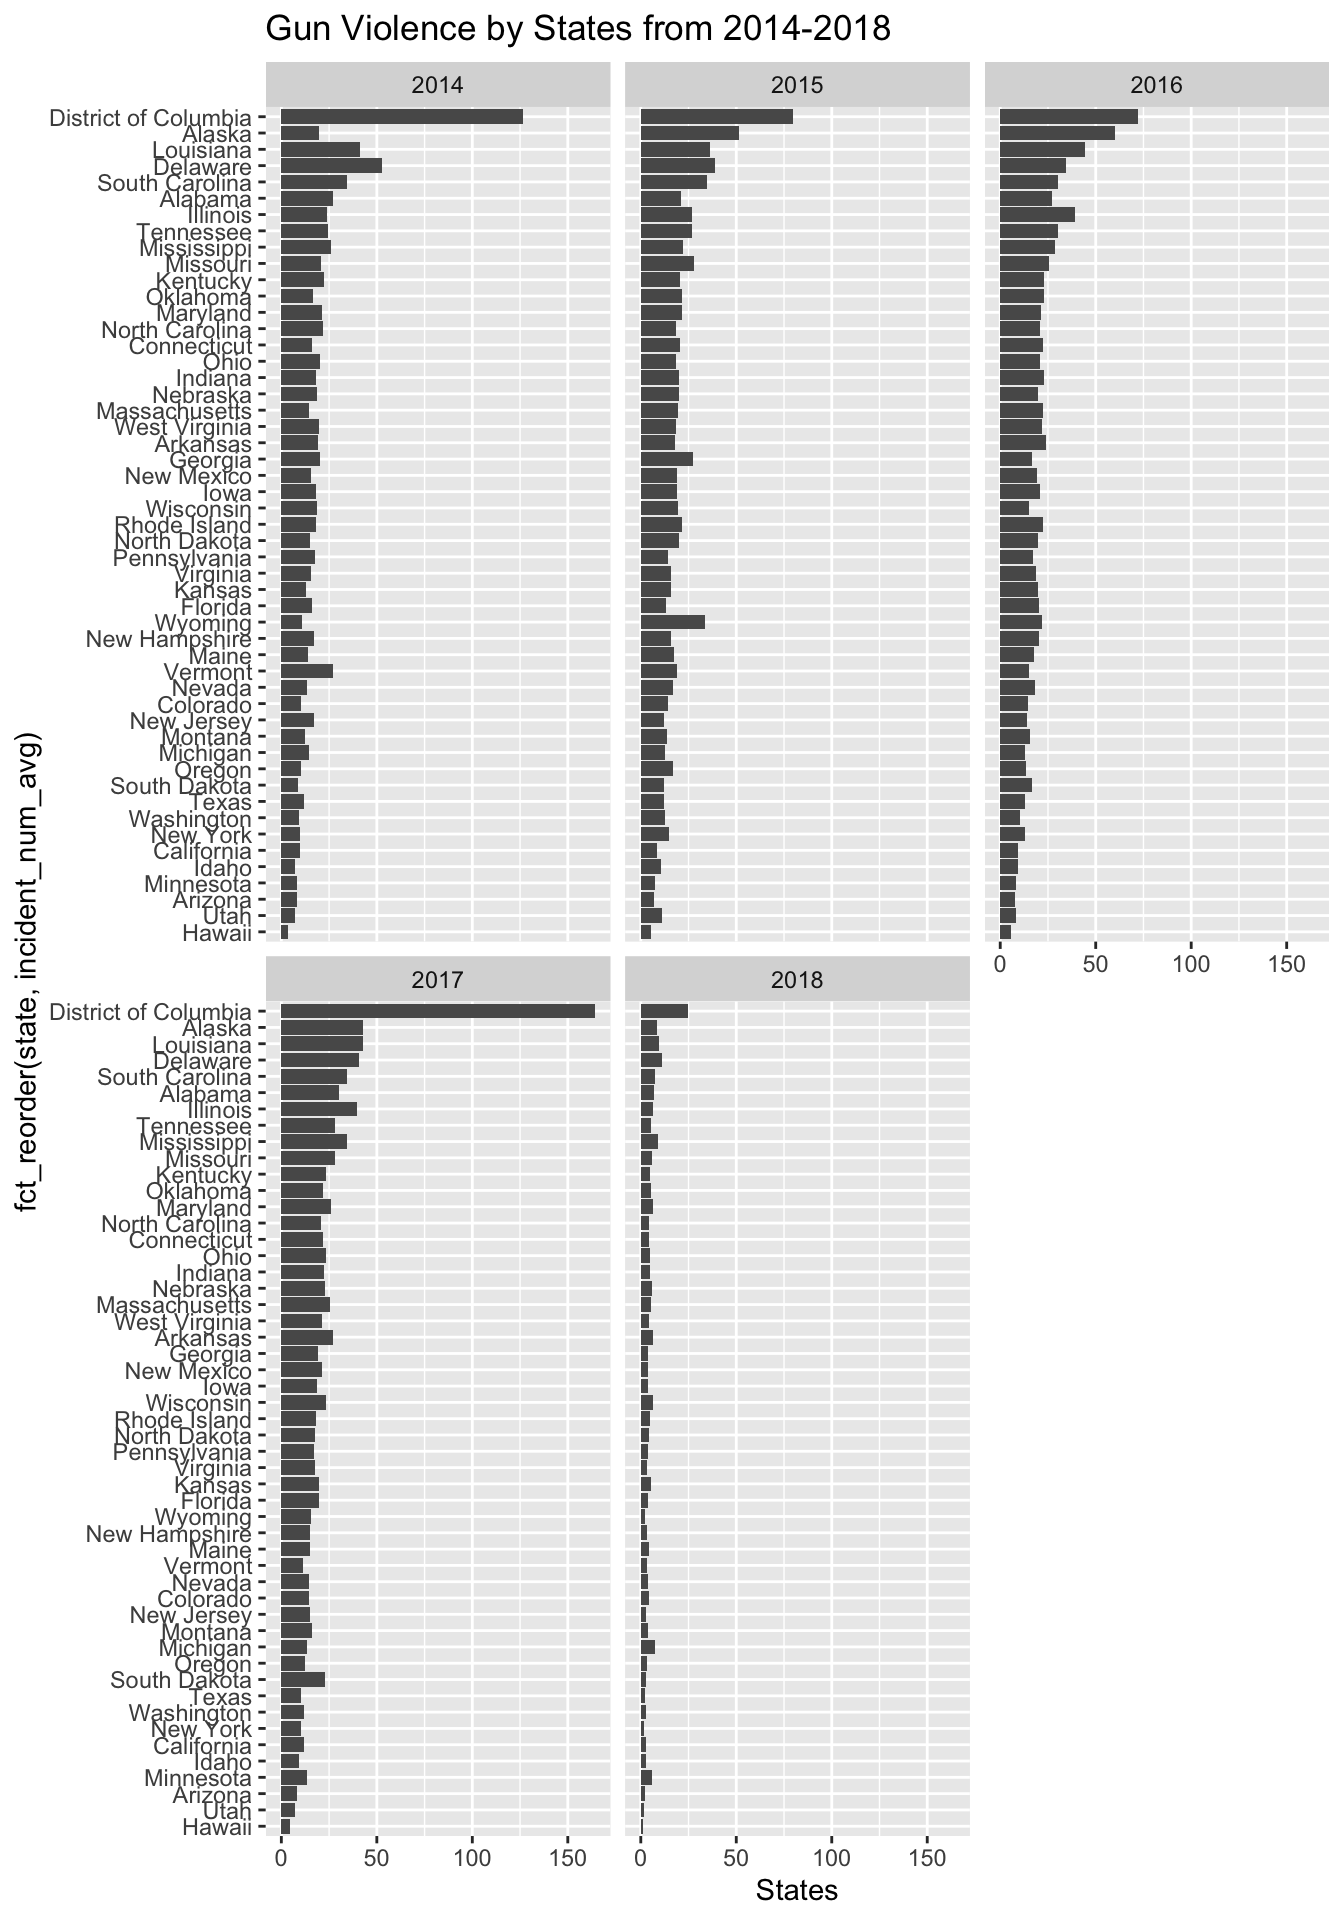 Gun Violence by States from 2014-2018
2014
2015
2016
District of Columbia
Alaska
Louisiana
Delaware
South Carolina
Alabama
Illinois
Tennessee
Mississippi
Missouri
Kentucky
Oklahoma
Maryland
North Carolina
Connecticut
Ohio
Indiana
Nebraska
Massachusetts
West Virginia
Arkansas
Georgia
New Mexico
Iowa
Wisconsin
Rhode Island
North Dakota
Pennsylvania
Virginia
Kansas
Florida
Wyoming
New Hampshire
Maine
Vermont
Nevada
Colorado
New Jersey
Montana
Michigan
Oregon
South Dakota
Texas
Washington
New York
California
Idaho
Minnesota
Arizona
Utah
Hawaii
0 50 100 150
fct_reorder(state, incident_num_avg)
2017
2018
District of Columbia
Alaska
Louisiana
Delaware
South Carolina
Alabama
Illinois
Tennessee
Mississippi
Missouri
Kentucky
Oklahoma
Maryland
North Carolina
Connecticut
Ohio
Indiana
Nebraska
Massachusetts
West Virginia
Arkansas
Georgia
New Mexico
Iowa
Wisconsin
Rhode Island
North Dakota
Pennsylvania
Virginia
Kansas
Florida
Wyoming
New Hampshire
Maine
Vermont
Nevada
Colorado
New Jersey
Montana
Michigan
Oregon
South Dakota
Texas
Washington
New York
California
Idaho
Minnesota
Arizona
Utah
Hawaii
0 50 100 150
0 50 100 150
States